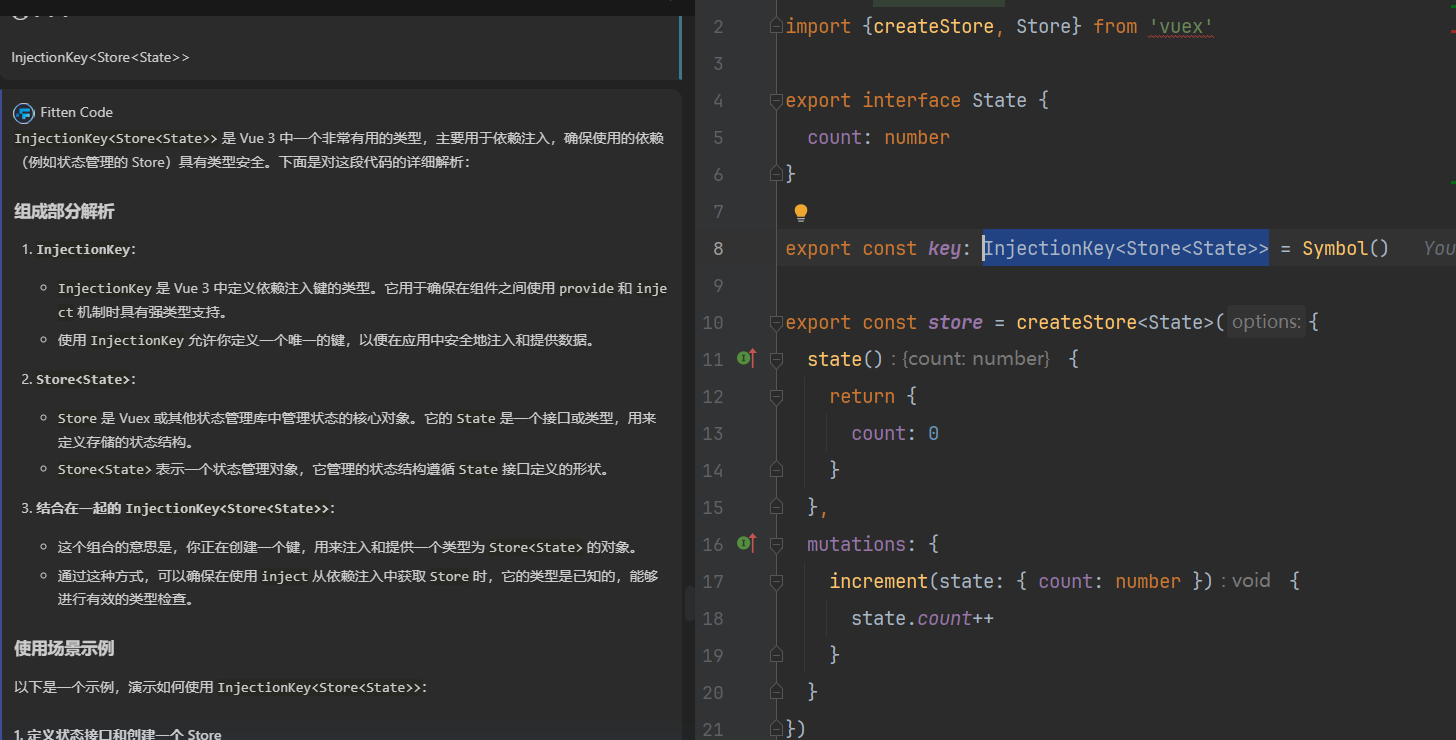 InjectionKey<Store<State>>
Fitten Code
InjectionKey<Store<State>> 是 Vue 3 中一个非常有用的类型，主要用于依赖注入，确保使用的依赖
（例如状态管理的 Store）具有类型安全。下面是对这段代码的详细解析：
组成部分解析
1. InjectionKey:
InjectionKey 是 Vue 3 中定义依赖注入键的类型。它用于确保在组件之间使用 provide 和 inje
ct 机制时具有强类型支持。
使用 InjectionKey 允许你定义一个唯一的键，以便在应用中安全地注入和提供数据。
2. Store<State>:
Store 是 Vuex 或其他状态管理库中管理状态的核心对象。它的 State 是一个接口或类型，用来
定义存储的状态结构。
Store<State> 表示一个状态管理对象，它管理的状态结构遵循 State 接口定义的形状。
3. 结合在一起的 InjectionKey<Store<State>>:
这个组合的意思是，你正在创建一个键，用来注入和提供一个类型为 Store<State> 的对象。
通过这种方式，可以确保在使用 inject 从依赖注入中获取 Store 时，它的类型是已知的，能够
进行有效的类型检查。
使用场景示例
以下是一个示例，演示如何使用 InjectionKey<Store<State>>:
1. 定义状态接口和创建一个 Store
2 import {createStore, Store} from 'vuex'
3
4 export interface State {
5 count: number
6 }
7
8 export const key: InjectionKey<Store<State>> = Symbol() You
9
10 export const store = createStore<State>( options: {
11 state() : {count: number} {
12 return {
13 count: 0
14 }
15 },
16 mutations: {
17 increment(state: { count: number }) : void {
18 state.count++
19 }
20 }
21 })